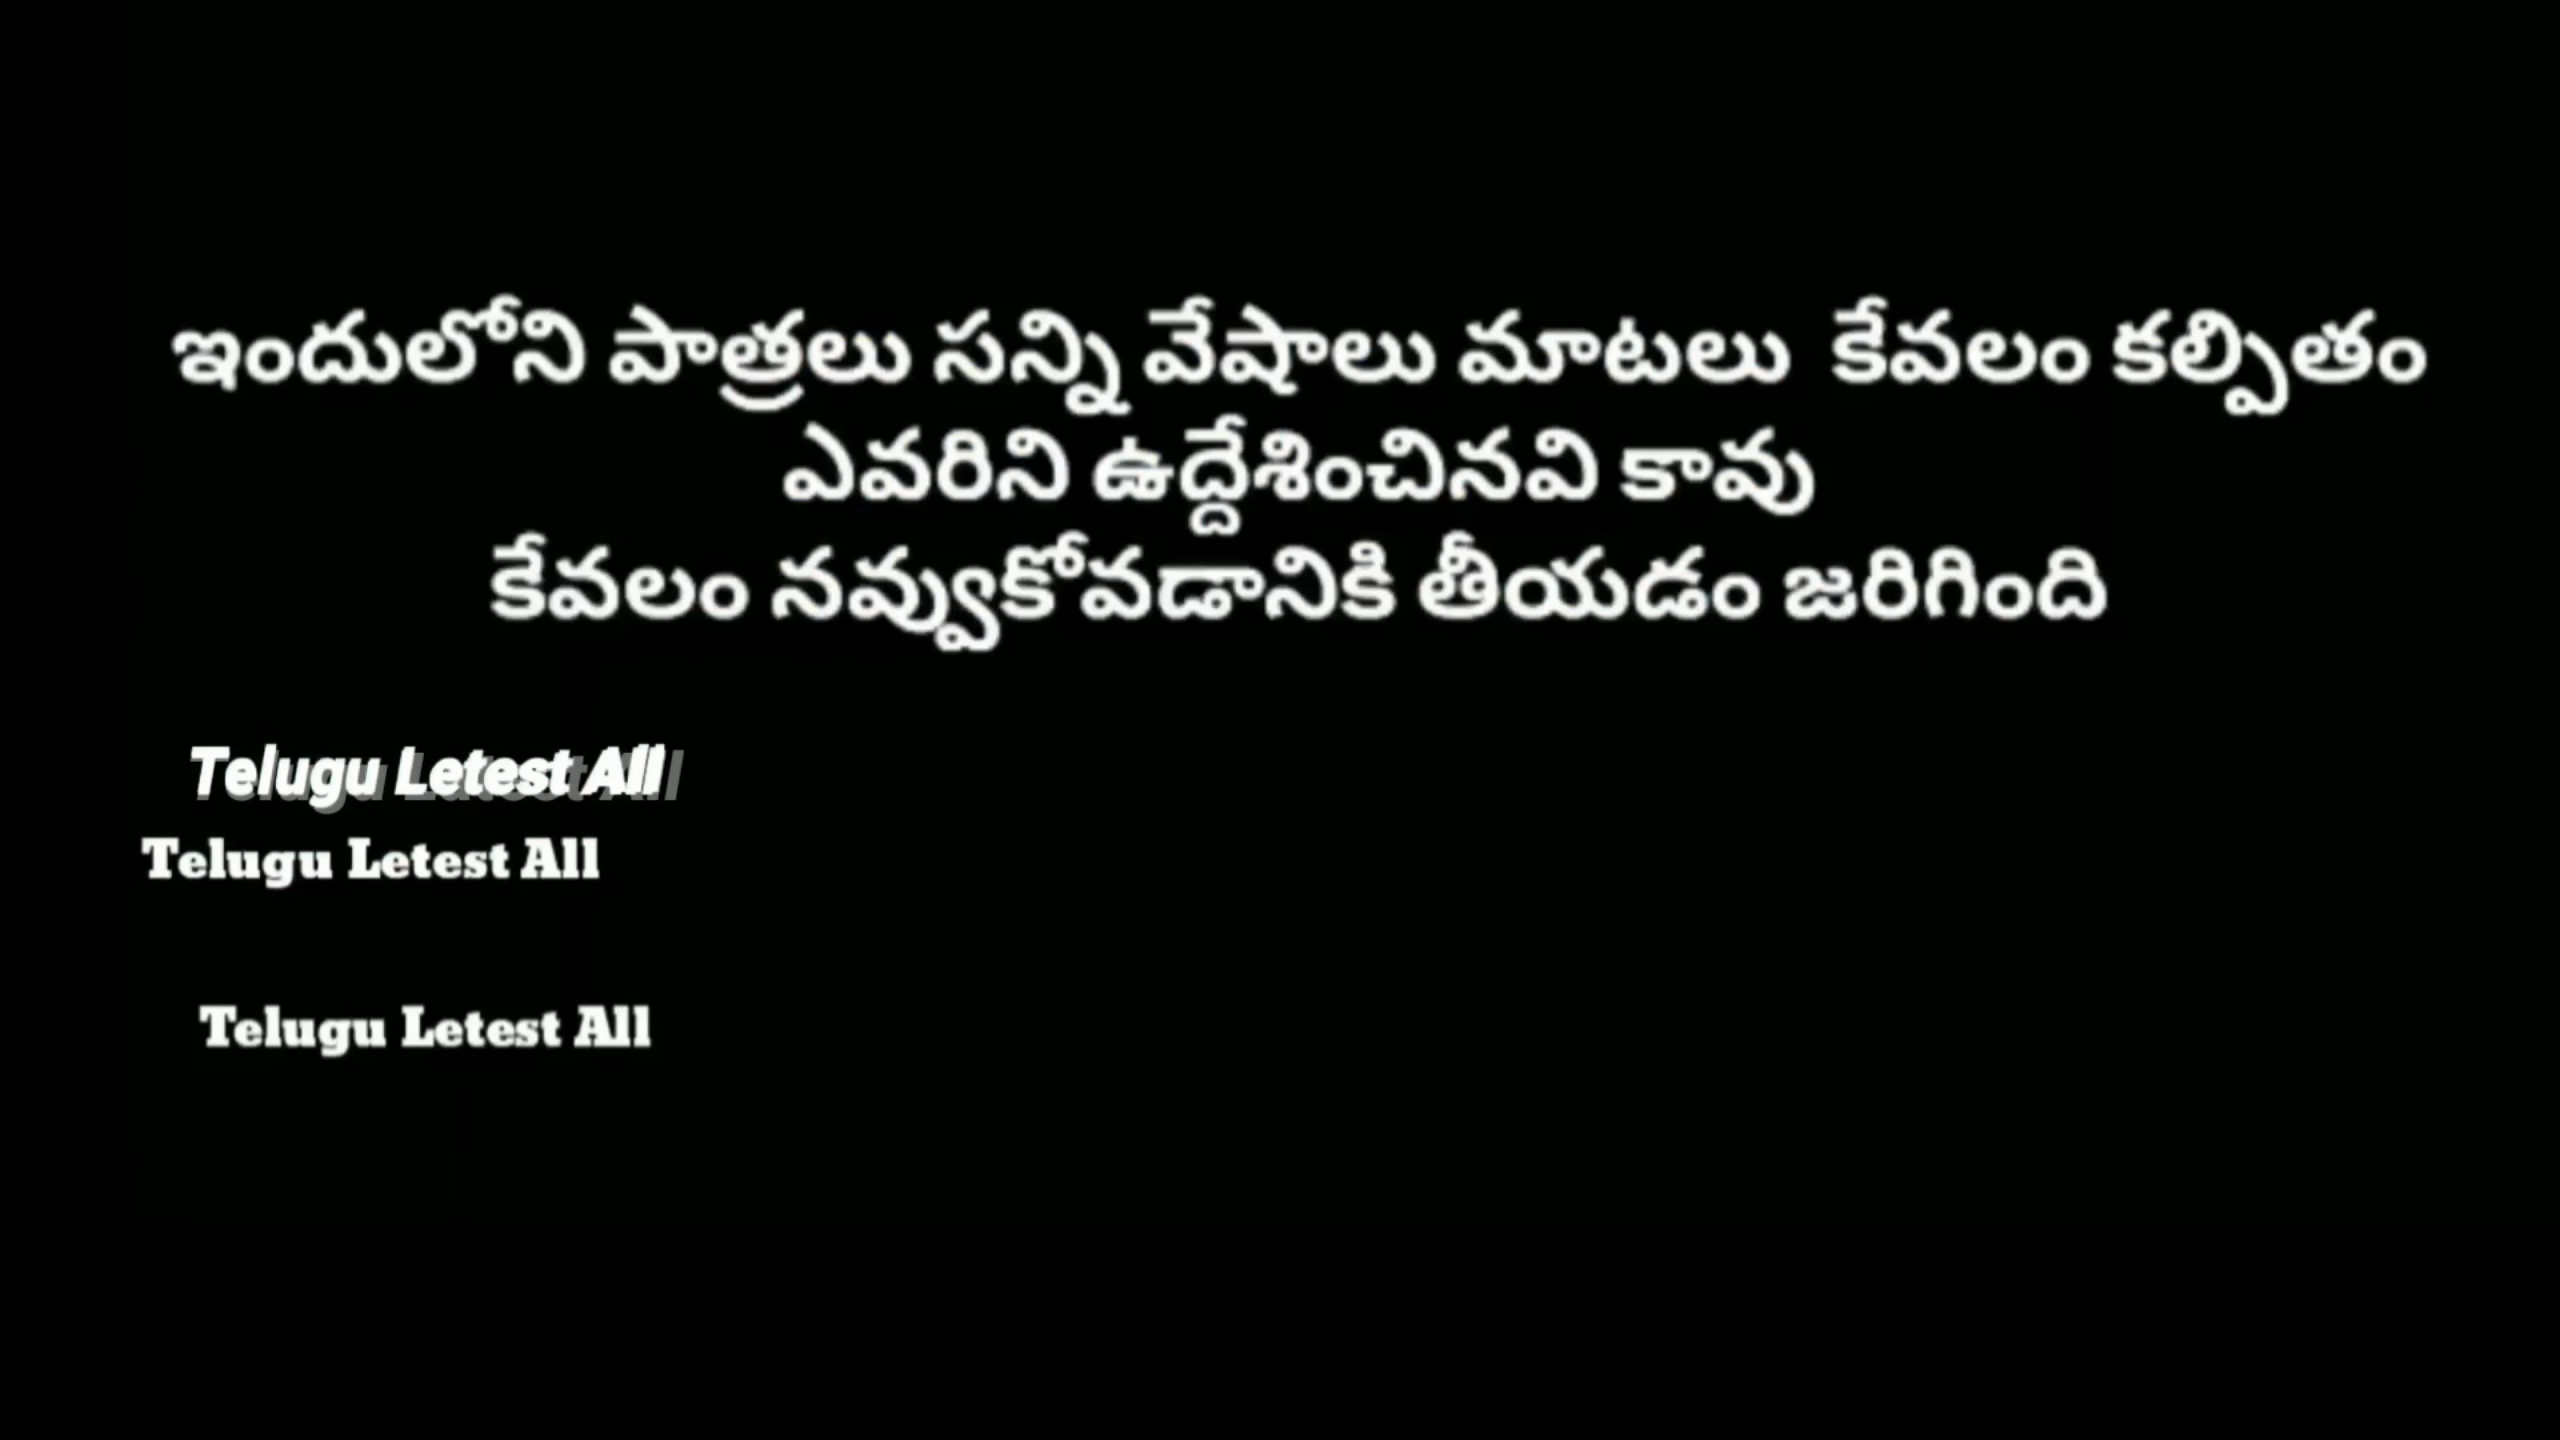 ఇందులోని పాత్రలు సన్ని వేషాలు మాటలు  కేవలం కల్పితం
ఎవరిని ఉద్దేశించినవి కావు
కేవలం నవ్వుకోవడానికి తీయడం జరిగింది
Telugu Letest All
Telugu Letest All
Telugu Letest All